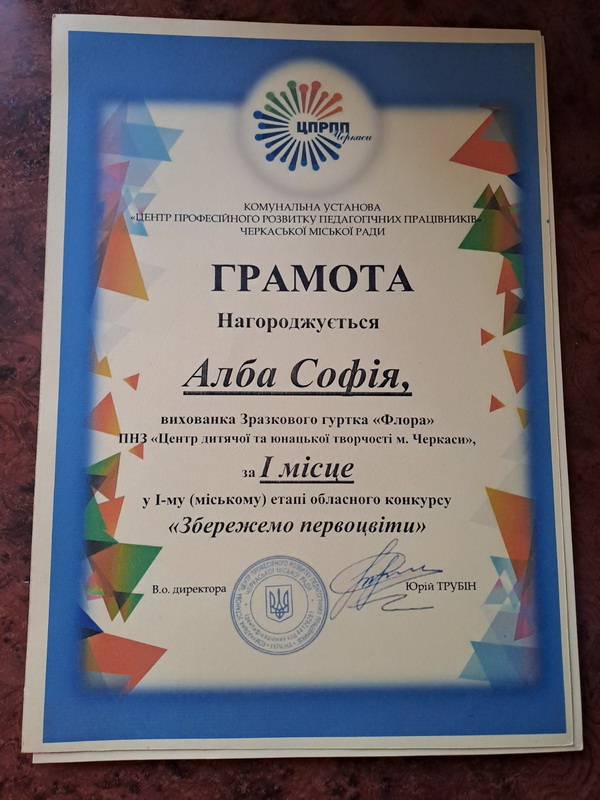 ЦПРПП
Черкаси
КОМУНАЛЬНА УСТАНОВА
«ЦЕНТР ПРОФЕСІЙНОГО РОЗВИТКУ ПЕДАГОГІЧНИХ ПРАЦІВНИКІВ»
ЧЕРКАСЬКОЇ МІСЬКОЇ РАДИ
ГРАМОТА
Нагороджується
Алба Софія,
вихованка Зразкового гуртка «Флора»
ПНЗ «Центр дитячої та юнацької творчості м. Черкаси»,
за І місце
у І-му (міському) етапі обласного конкурсу
«Збережемо первоцвіти»
В.о. директора Юрій ТРУБІН